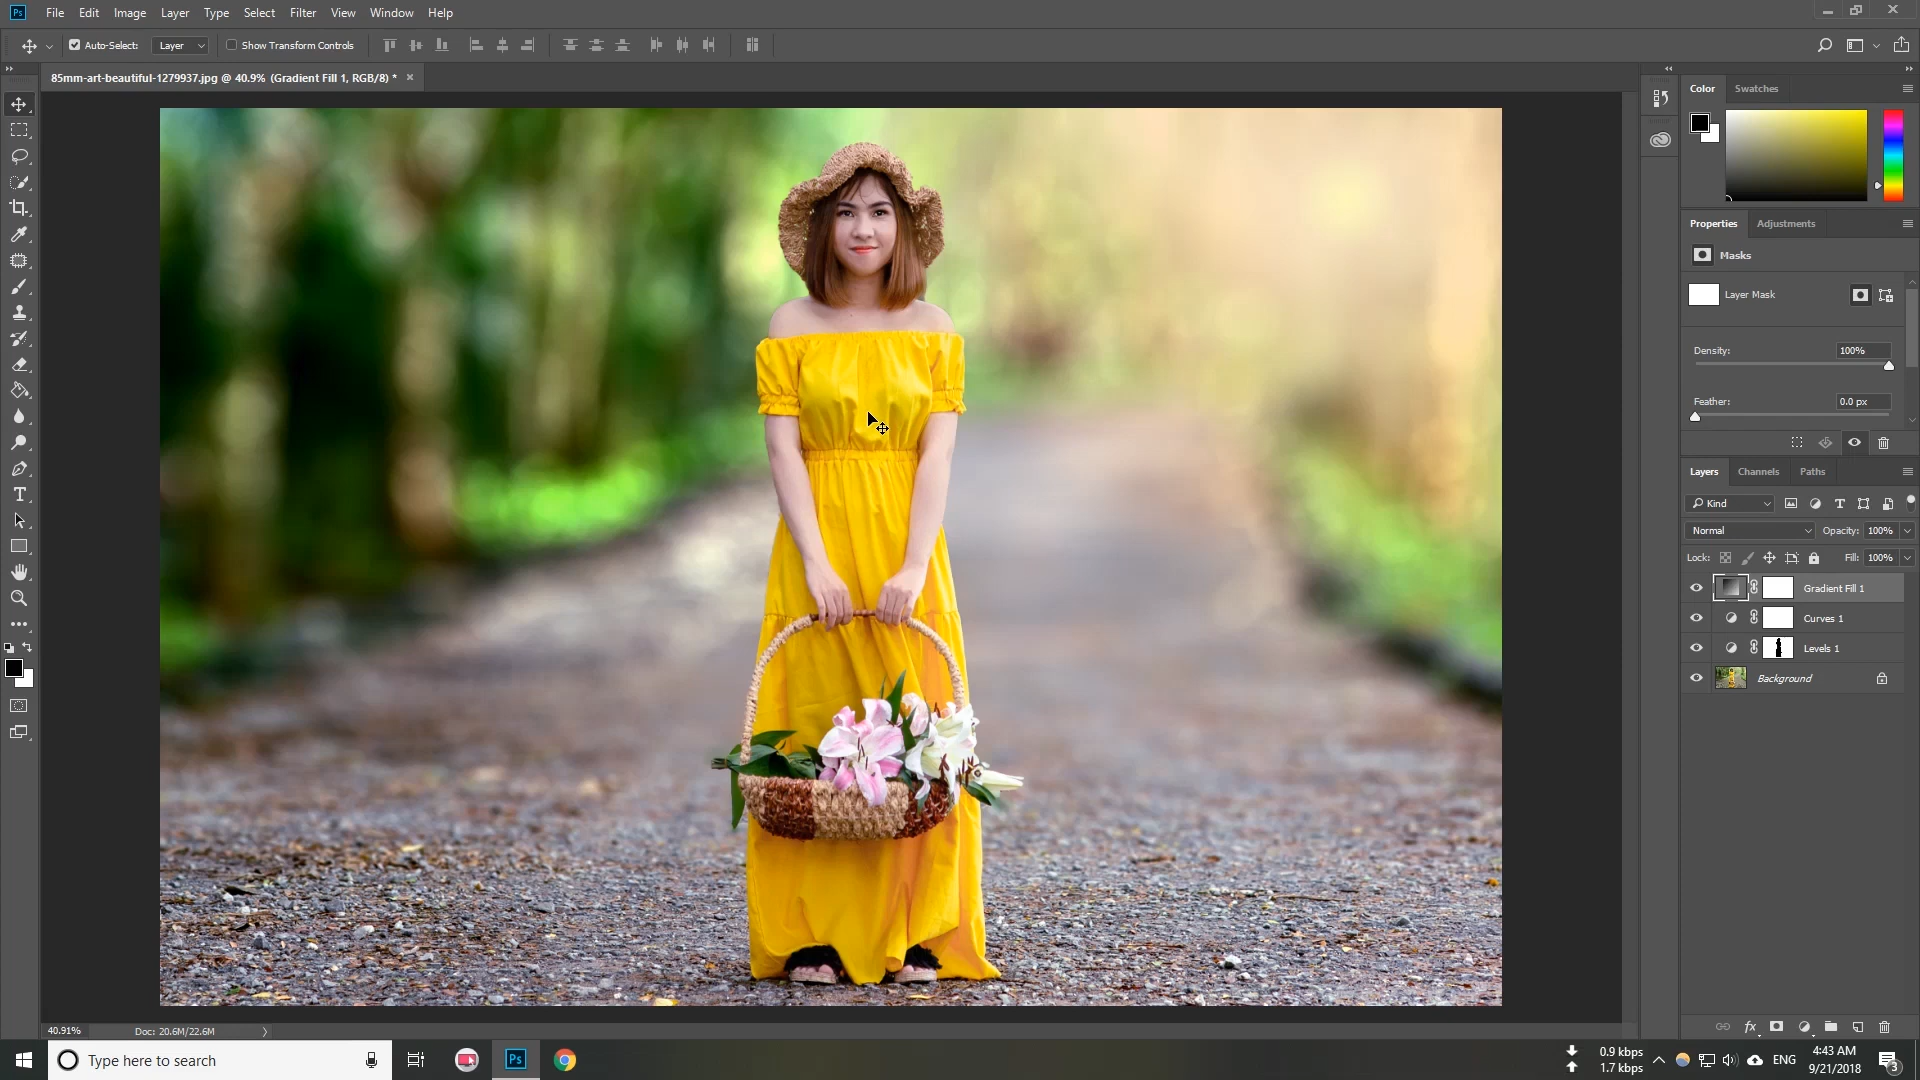 Ps File Edit Image Layer Type Select Filter View Window Help
Auto-Select: Layer Show Transform Controls
85mm-art-beautiful-1279937.jpg @ 40.9% (Gradient Fill 1, RGB/8) *
Color Swatches
Properties Adjustments
Masks
Layer Mask
Density: 100%
Feather: 0.0 px
Layers Channels Paths
Kind
Normal Opacity: 100%
Lock: Fill: 100%
Gradient Fill 1
Curves 1
Levels 1
Background
40.91% Doc: 20.6M/22.6M
fx
Type here to search
Ps
0.9 kbps
1.7 kbps
ENG
4:43 AM
9/21/2018
3